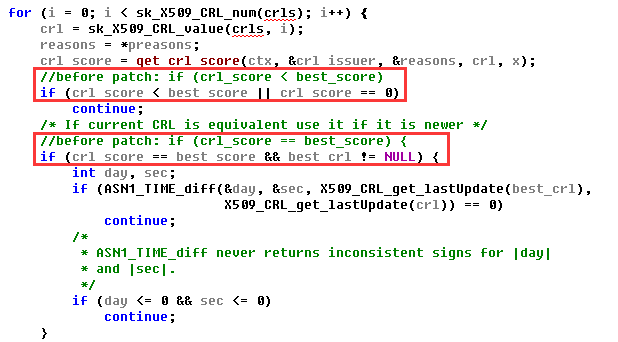 for (i = 0; i < sk_X509_CRL_num(crls); i++) {
crl = sk_X509_CRL_value(crls, i);
reasons = *preasons;
crl_score = get_crl_score(ctx, &crl_issuer, &reasons, crl, x);
//before patch: if (crl_score < best_score)
if (crl_score < best_score || crl_score == 0)
continue;
/* If current CRL is equivalent use it if it is newer */
//before patch: if (crl_score == best_score) {
if (crl_score == best_score && best_crl != NULL) {
int day, sec;
if (ASN1_TIME_diff(&day, &sec, X509_CRL_get_lastUpdate(best_crl),
X509_CRL_get_lastUpdate(crl)) == 0)
continue;
/*
* ASN1_TIME_diff never returns inconsistent signs for |day|
* and |sec|.
*/
if (day <= 0 && sec <= 0)
continue;
}